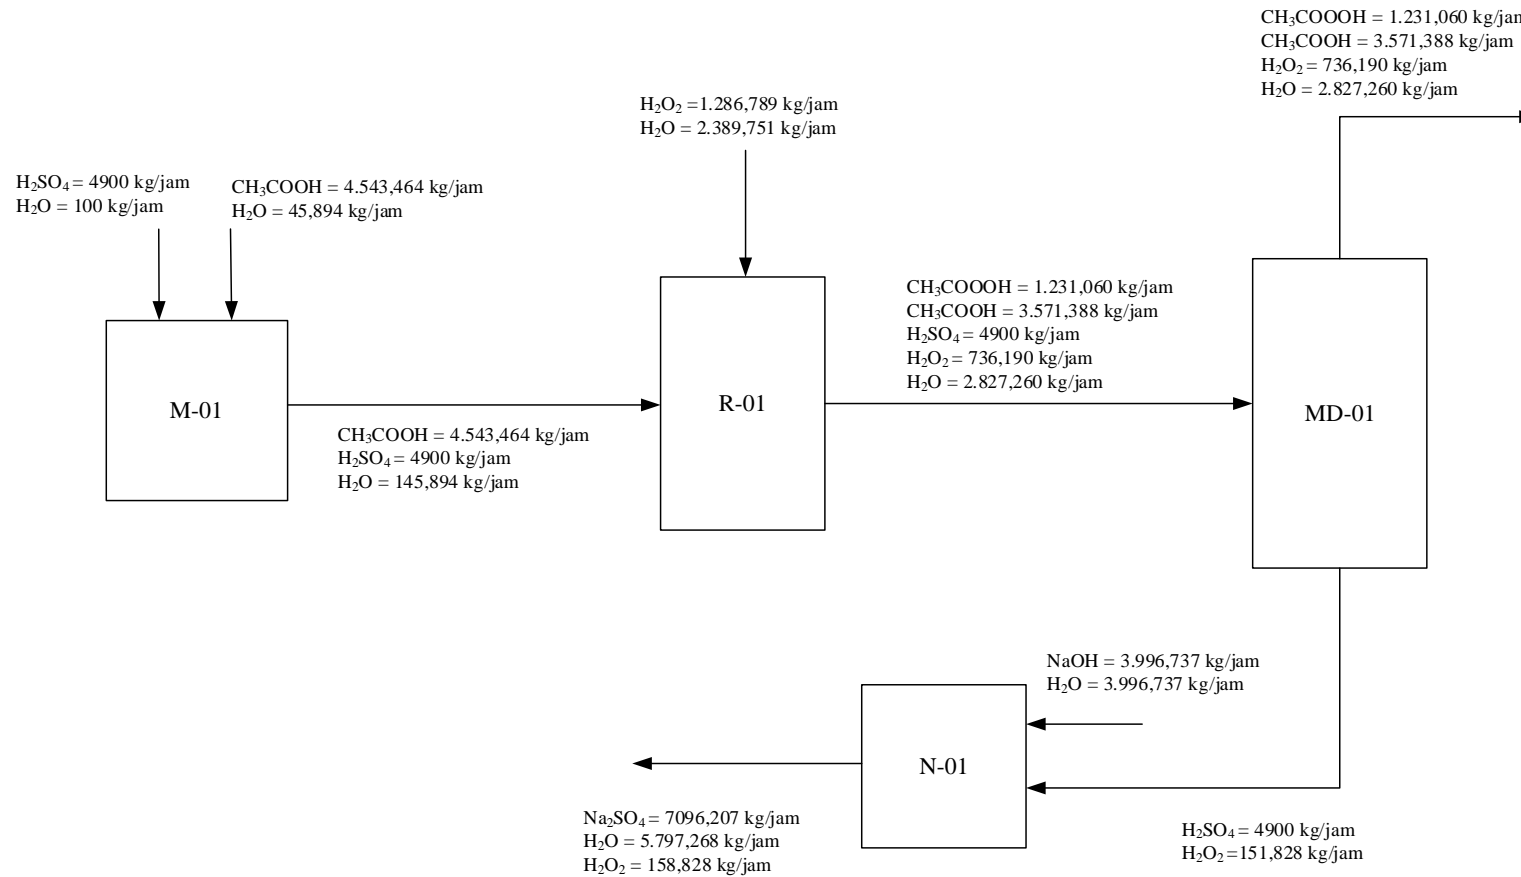 CH₃COOOH = 1.231,060 kg/jam
CH₃COOH = 3.571,388 kg/jam
H₂O₂ = 736,190 kg/jam
H₂O = 2.827,260 kg/jam
H₂O₂ =1.286,789 kg/jam
H₂O = 2.389,751 kg/jam
H₂SO₄ = 4900 kg/jam
H₂O = 100 kg/jam
CH₃COOH = 4.543,464 kg/jam
H₂O = 45,894 kg/jam
CH₃COOOH = 1.231,060 kg/jam
CH₃COOH = 3.571,388 kg/jam
H₂SO₄ = 4900 kg/jam
H₂O₂ = 736,190 kg/jam
H₂O = 2.827,260 kg/jam
M-01
R-01
MD-01
CH₃COOH = 4.543,464 kg/jam
H₂SO₄ = 4900 kg/jam
H₂O = 145,894 kg/jam
NaOH = 3.996,737 kg/jam
H₂O = 3.996,737 kg/jam
N-01
Na₂SO₄ = 7096,207 kg/jam
H₂O = 5.797,268 kg/jam
H₂O₂ = 158,828 kg/jam
H₂SO₄ = 4900 kg/jam
H₂O₂ =151,828 kg/jam